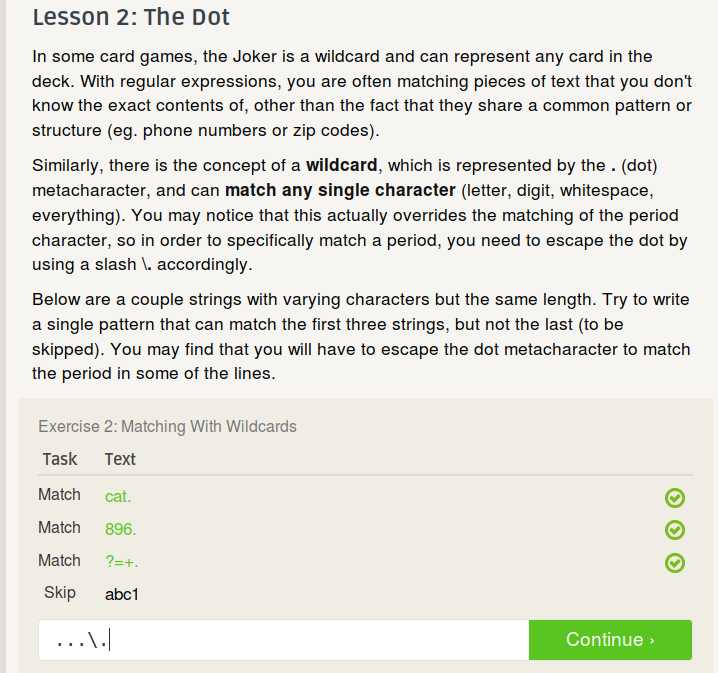 Lesson 2: The Dot
In some card games, the Joker is a wildcard and can represent any card in the
deck. With regular expressions, you are often matching pieces of text that you don't
know the exact contents of, other than the fact that they share a common pattern or
structure (eg. phone numbers or zip codes).
Similarly, there is the concept of a wildcard, which is represented by the . (dot)
metacharacter, and can match any single character (letter, digit, whitespace,
everything). You may notice that this actually overrides the matching of the period
character, so in order to specifically match a period, you need to escape the dot by
using a slash \. accordingly.
Below are a couple strings with varying characters but the same length. Try to write
a single pattern that can match the first three strings, but not the last (to be
skipped). You may find that you will have to escape the dot metacharacter to match
the period in some of the lines.
Exercise 2: Matching With Wildcards
Task Text
Match cat.
Match 896.
Match ?=+.
Skip abc1
...\. Continue ›